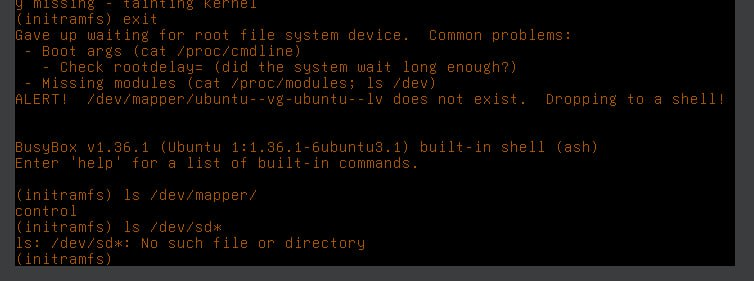 y missing - tainting kernel
(initramfs) exit
Gave up waiting for root file system device.  Common problems:
 - Boot args (cat /proc/cmdline)
   - Check rootdelay= (did the system wait long enough?)
 - Missing modules (cat /proc/modules; ls /dev)
ALERT!  /dev/mapper/ubuntu--vg-ubuntu--lv does not exist.  Dropping to a shell!
BusyBox v1.36.1 (Ubuntu 1:1.36.1-6ubuntu3.1) built-in shell (ash)
Enter 'help' for a list of built-in commands.
(initramfs) ls /dev/mapper/
control
(initramfs) ls /dev/sd*
ls: /dev/sd*: No such file or directory
(initramfs)